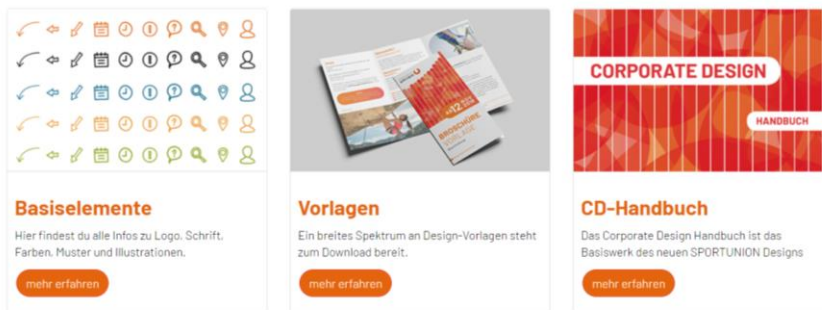 CORPORATE DESIGN
HANDBUCH
BROSCHÜRE
VORLAGE
Basiselemente
Hier findest du alle Infos zu Logo, Schrift,
Farben, Muster und Illustrationen.
mehr erfahren
Vorlagen
Ein breites Spektrum an Design-Vorlagen steht
zum Download bereit.
mehr erfahren
CD-Handbuch
Das Corporate Design Handbuch ist das
Basiswerk des neuen SPORTUNION Designs
mehr erfahren